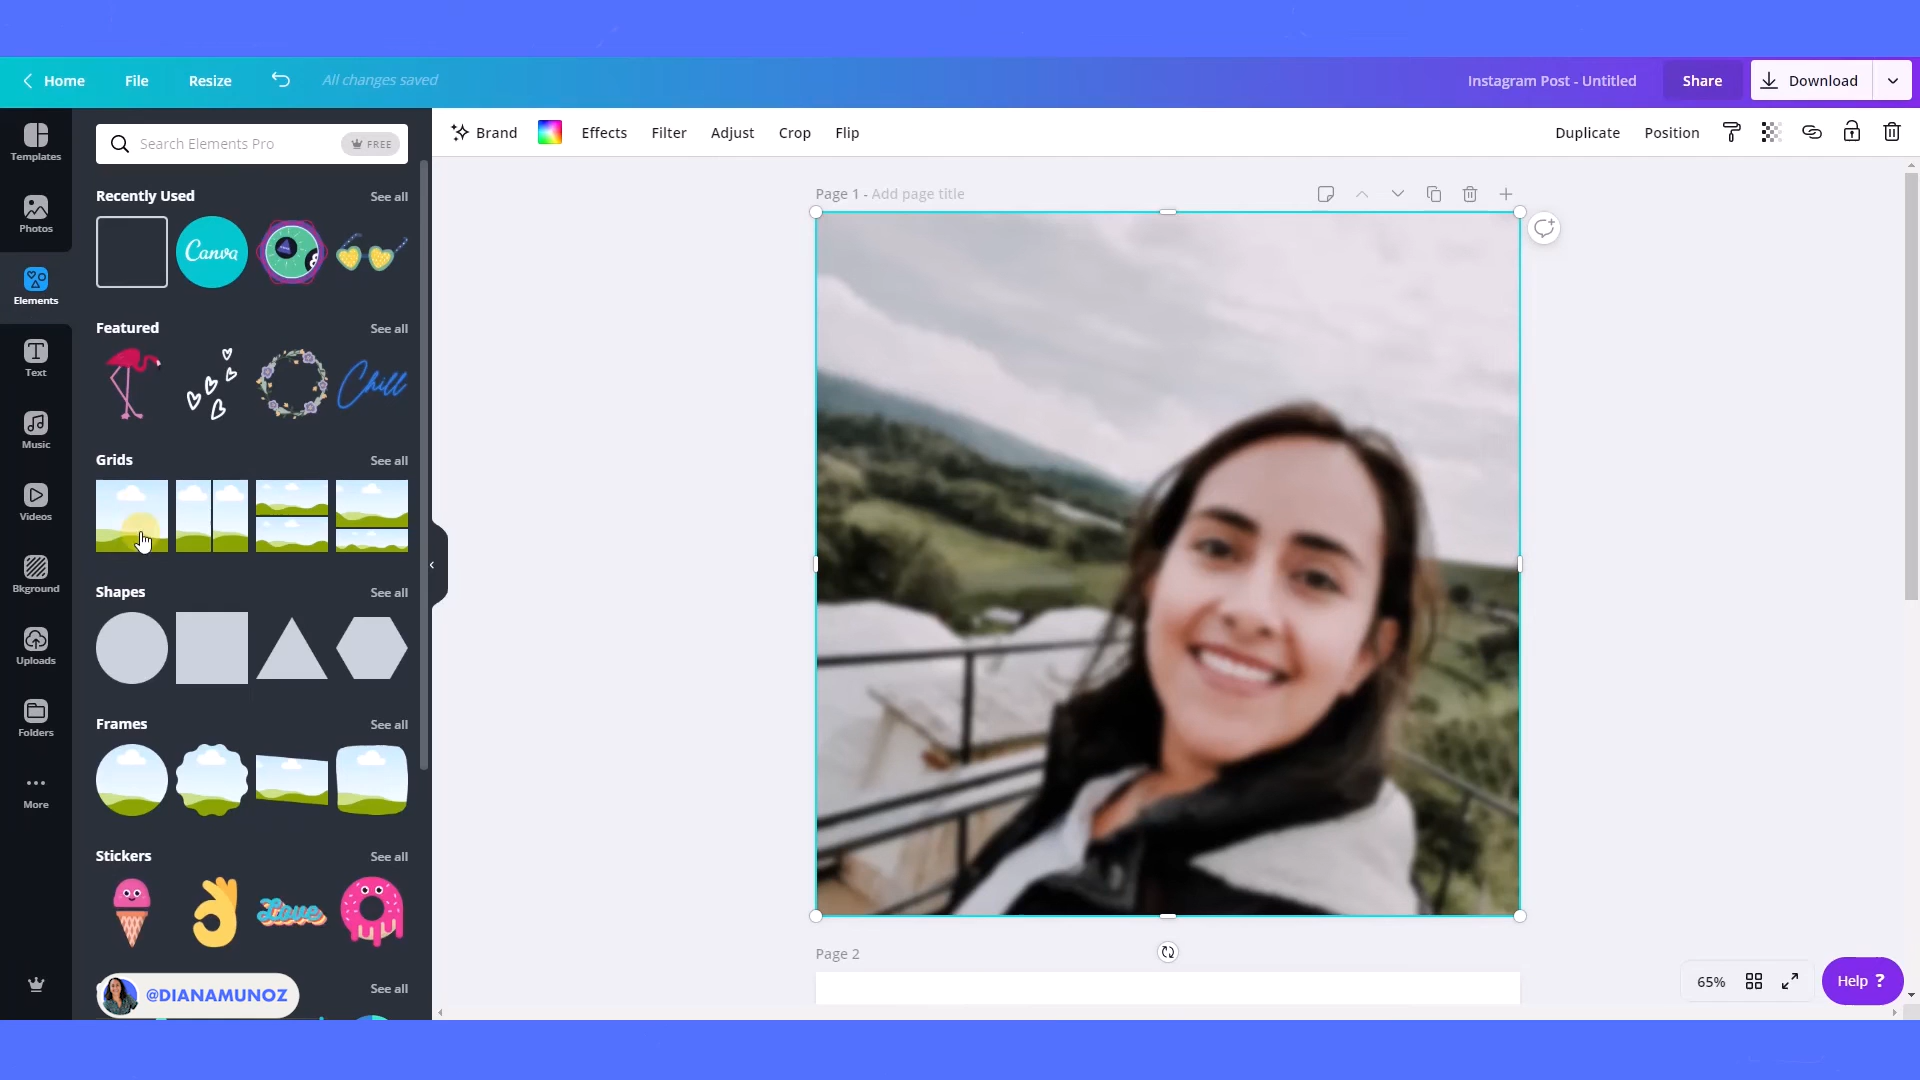 Home File Resize All changes saved Instagram Post - Untitled Share Download
Templates
Photos
Elements
Text
Music
Videos
Bkground
Uploads
Folders
More
Search Elements Pro FREE
Recently Used See all
Canva
Featured See all
Chill
Grids See all
Shapes See all
Frames See all
Stickers See all
Love
@DIANAMUNOZ See all
Brand Effects Filter Adjust Crop Flip Duplicate Position
Page 1 - Add page title
Page 2
65% Help ?